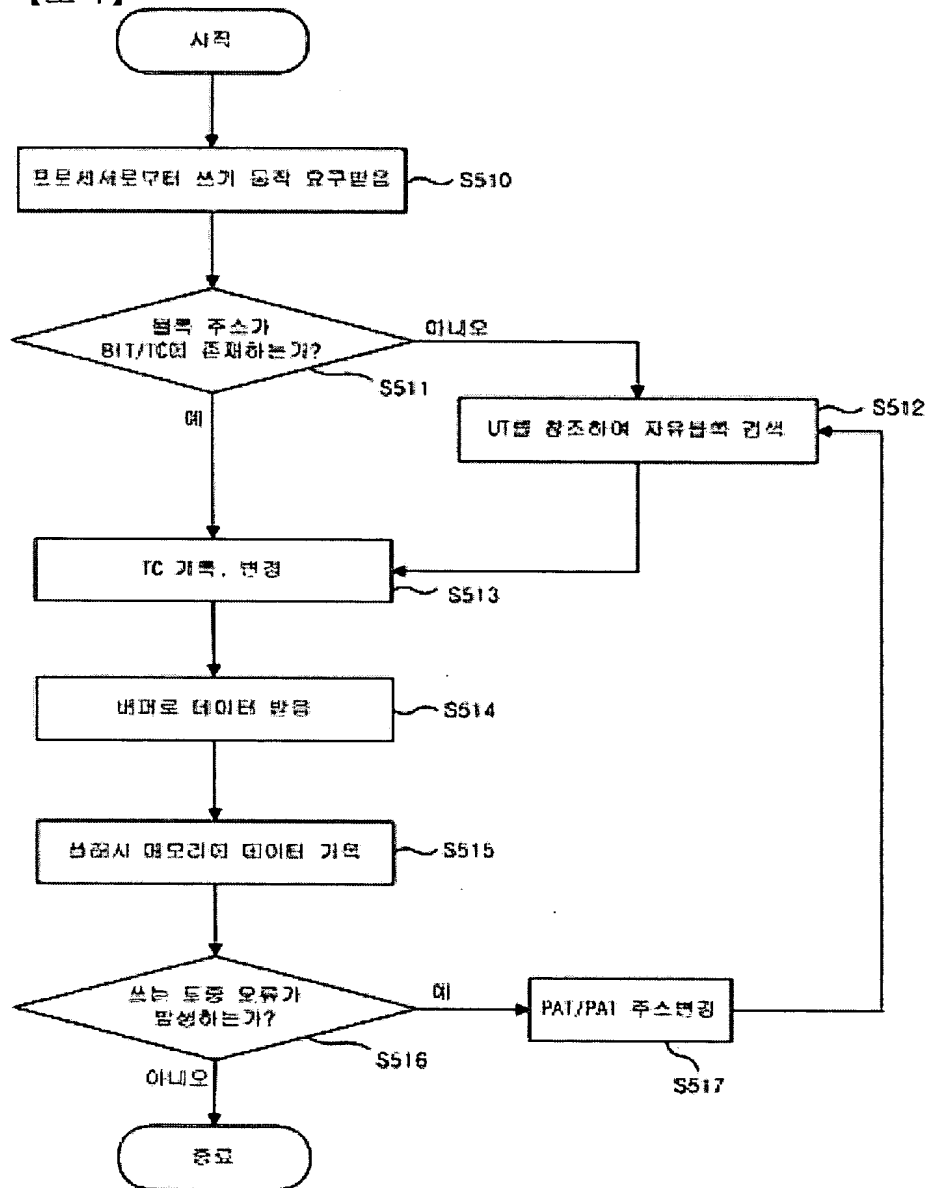 시작
프로세서로부터 쓰기 동작 요구받음
S510
블록 주소가
BIT/TC에 존재하는가?
아니오
S511
예
S512
UT를 참조하여 자유블록 검색
TC 기록, 변경
S513
버퍼로 데이터 받음
S514
플래시 메모리에 데이터 기억
S515
쓰는 도중 오류가
발생하는가?
예
PAT/PAT 주소변경
S516
S517
아니오
종료